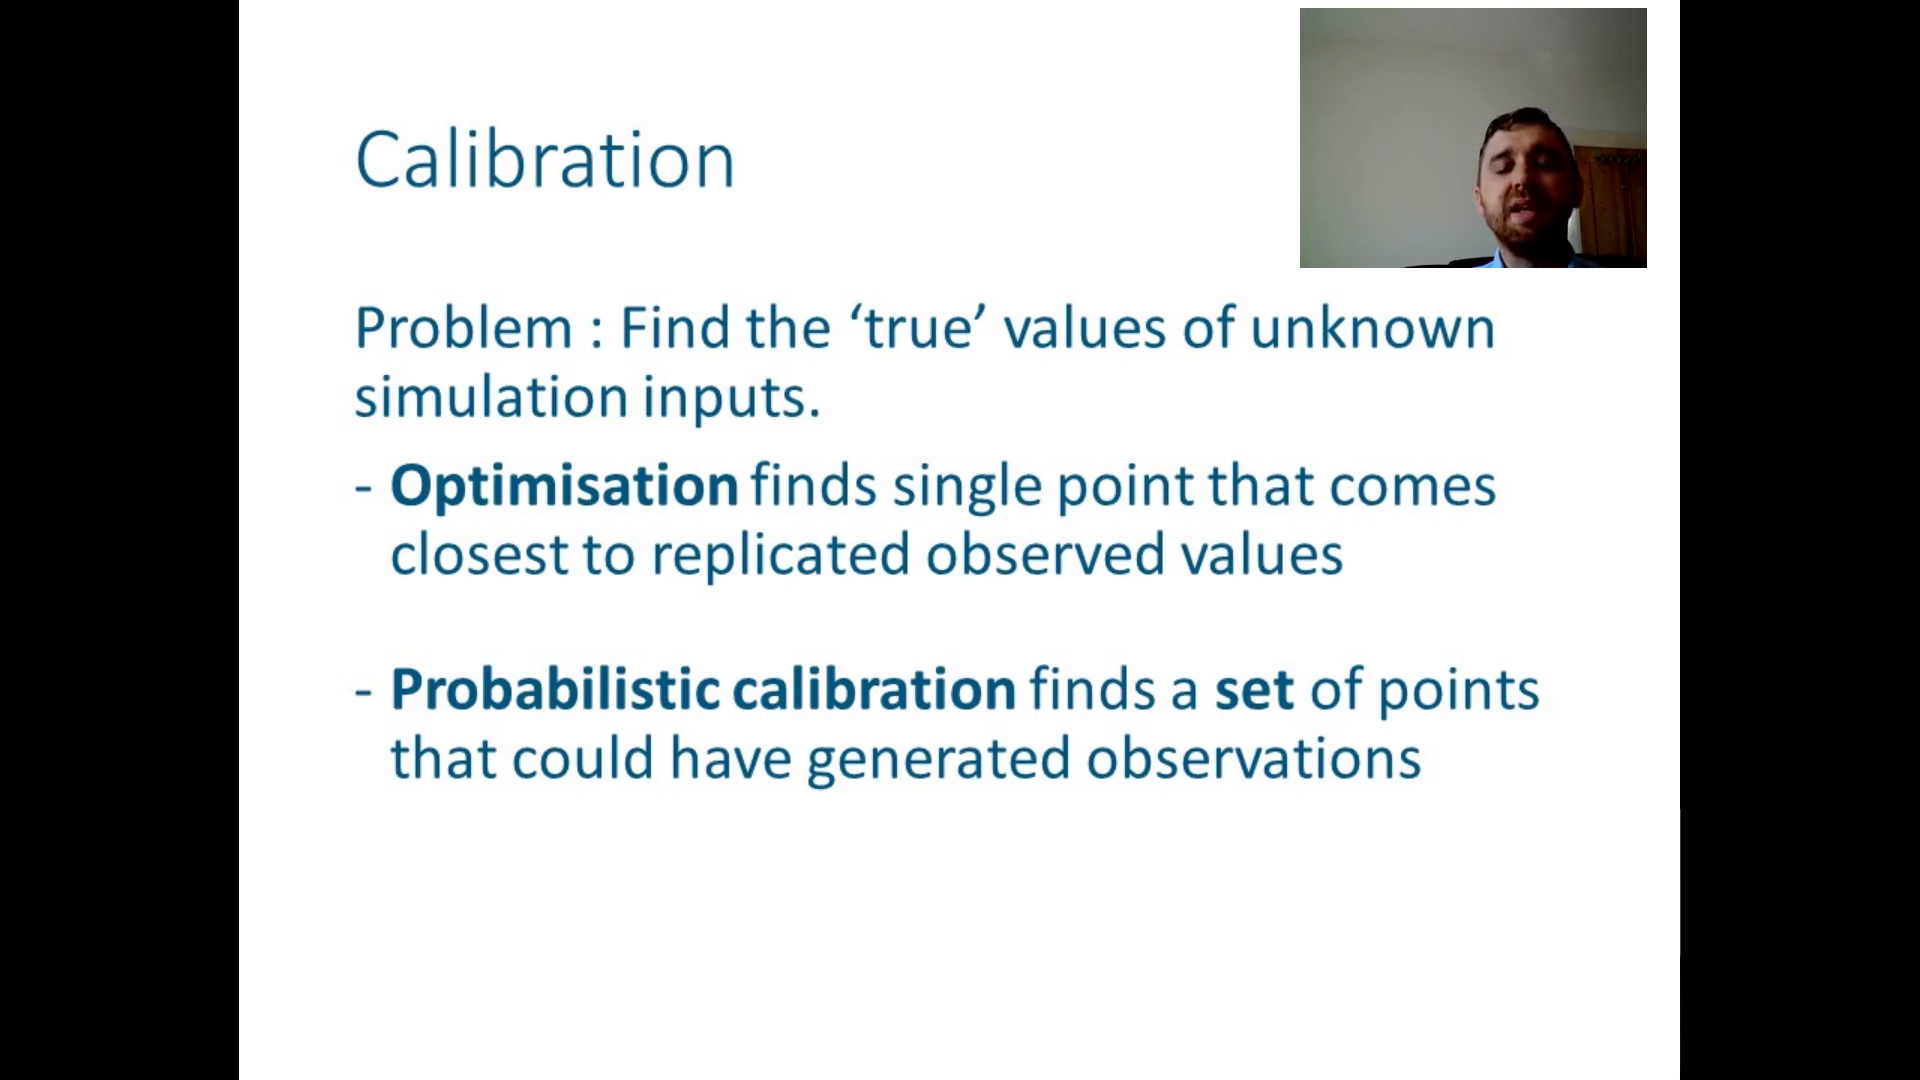 Calibration
Problem : Find the ‘true’ values of unknown
simulation inputs.
- Optimisation finds single point that comes
closest to replicated observed values
- Probabilistic calibration finds a set of points
that could have generated observations